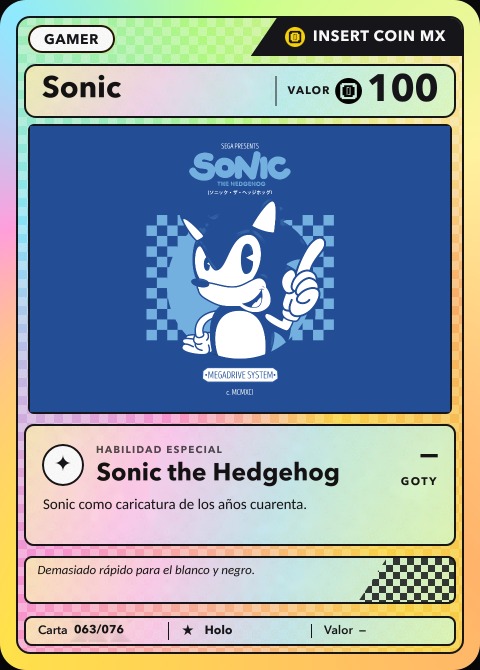 GAMER
INSERT COIN MX
Sonic
VALOR 100
SEGA PRESENTS
SONIC
THE HEDGEHOG
(ソニック・ザ・ヘッジホッグ)
•MEGADRIVE SYSTEM•
c. MCMXCI
HABILIDAD ESPECIAL
Sonic the Hedgehog
–
GOTY
Sonic como caricatura de los años cuarenta.
Demasiado rápido para el blanco y negro.
Carta 063/076
★ Holo
Valor –